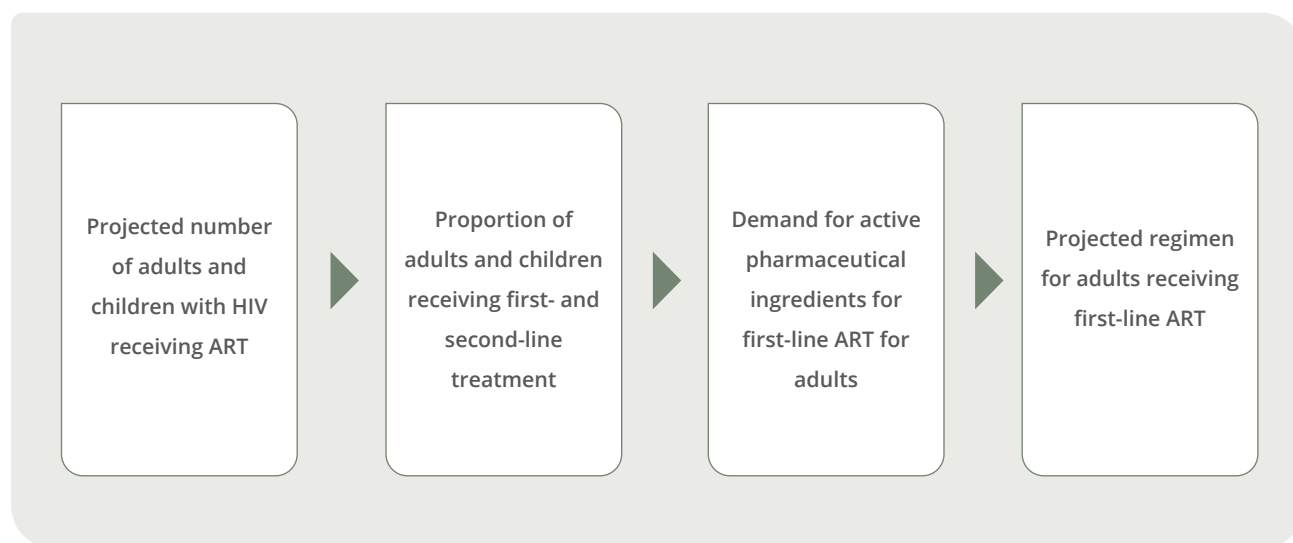 Projected number
of adults and
children with HIV
receiving ART
Proportion of
adults and children
receiving first- and
second-line
treatment
Demand for active
pharmaceutical
ingredients for
first-line ART for
adults
Projected regimen
for adults receiving
first-line ART